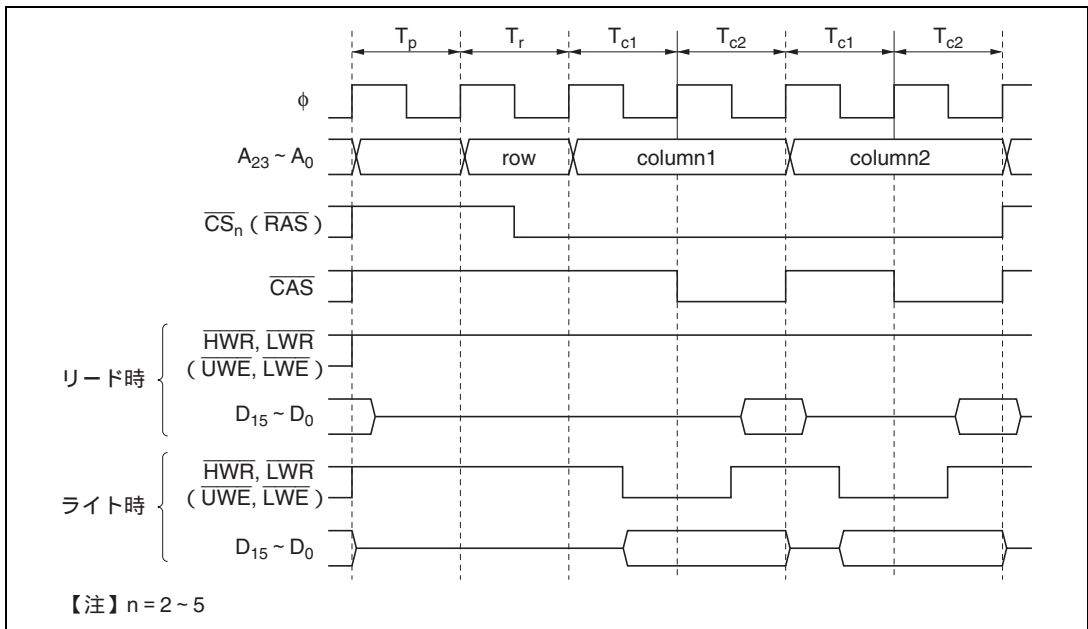 Tp Tr Tc1 Tc2 Tc1 Tc2
φ
A23 ~ A0 row column1 column2
CSn ( RAS )
CAS
リード時
HWR, LWR
( UWE, LWE )
D15 ~ D0
ライト時
HWR, LWR
( UWE, LWE )
D15 ~ D0
【注】n = 2 ~ 5